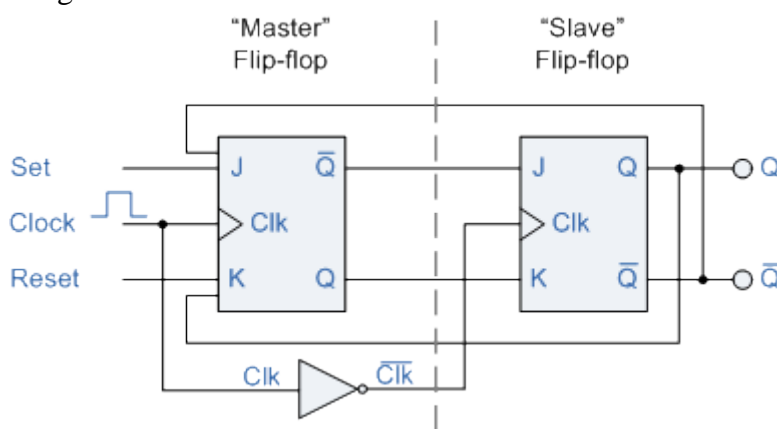 “Master”
Flip-flop
“Slave”
Flip-flop
Set
J
Q̅
J
Q
Q
Clock
Clk
Clk
Reset
K
Q
K
Q̅
Q̅
Clk
C̅l̅k̅